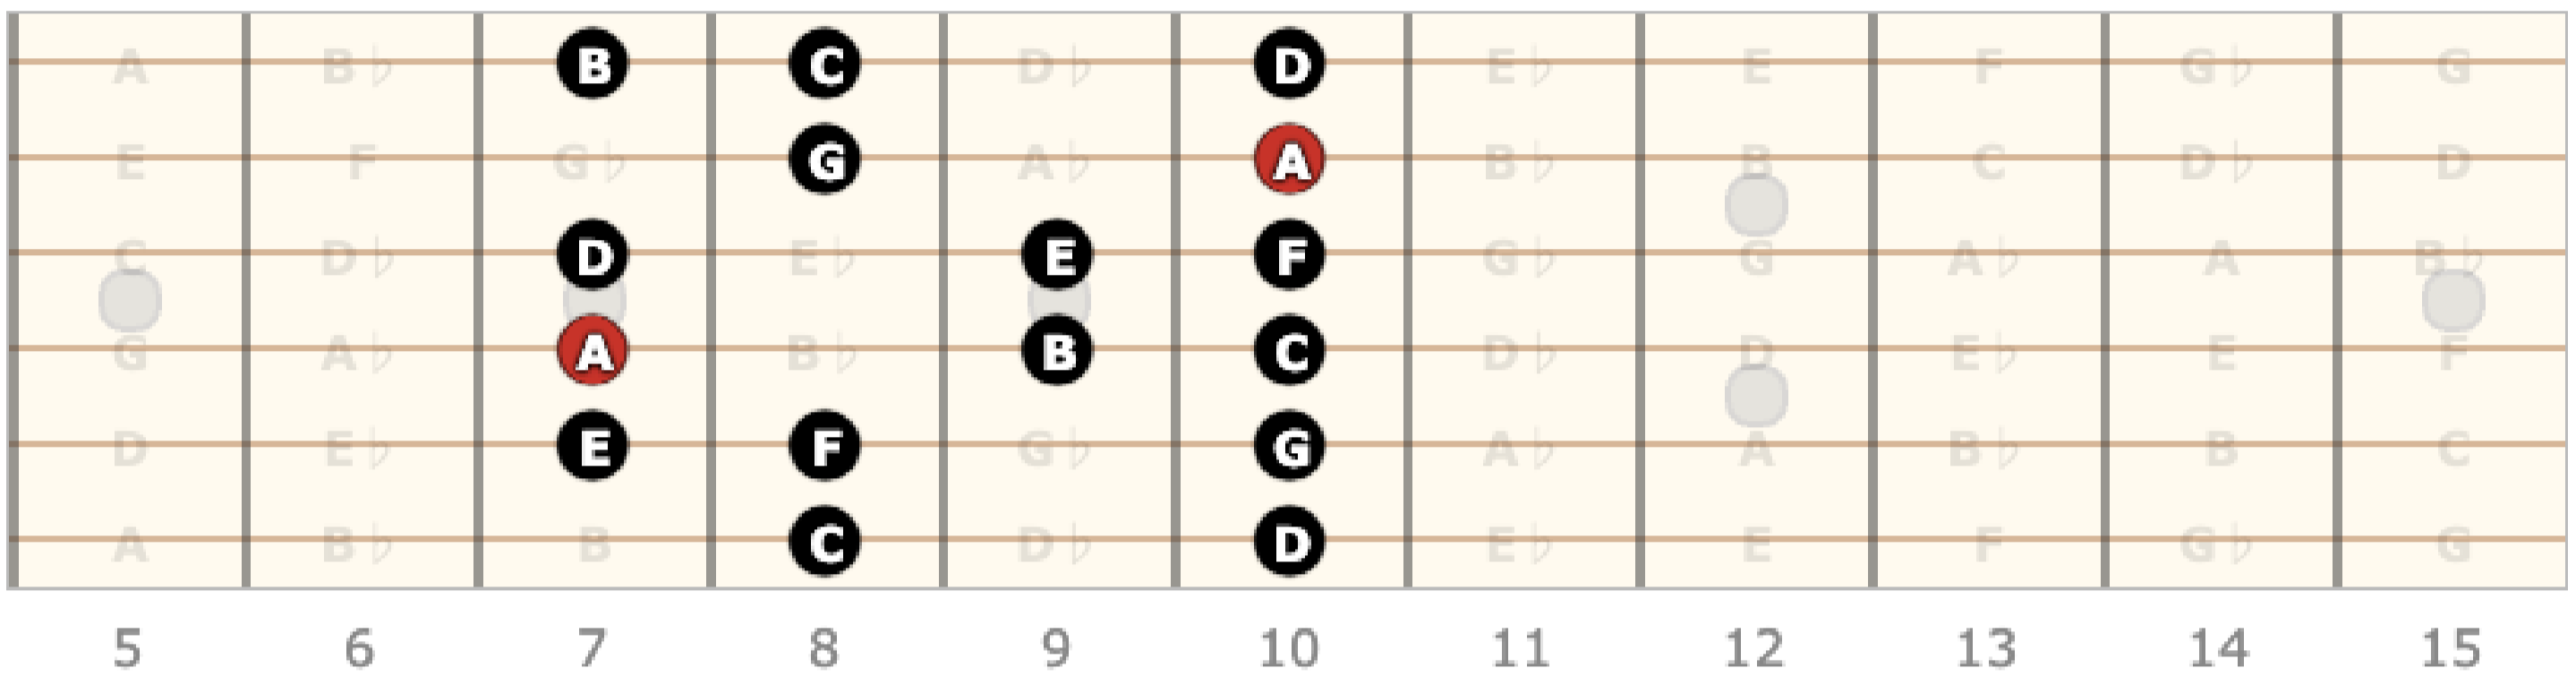 A B♭ B C D♭ D E♭ E F G♭ G
E F G♭ G A♭ A B♭ B C D♭ D
C D♭ D E♭ E F G♭ G A♭ A B♭
G A♭ A B♭ B C D♭ D E♭ E F
D E♭ E F G♭ G A♭ A B♭ B C
A B♭ B C D♭ D E♭ E F G♭ G
5 6 7 8 9 10 11 12 13 14 15